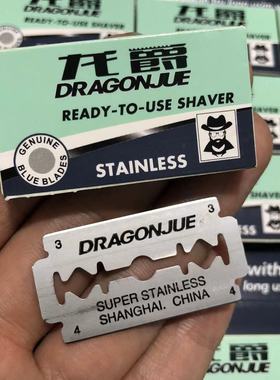 龙爵
DRAGONJUE
READY-TO-USE SHAVER
GENUINE
BLUE BLADES
STAINLESS
3
3
DRAGONJUE
SUPER STAINLESS
SHANGHAI. CHINA
4
4